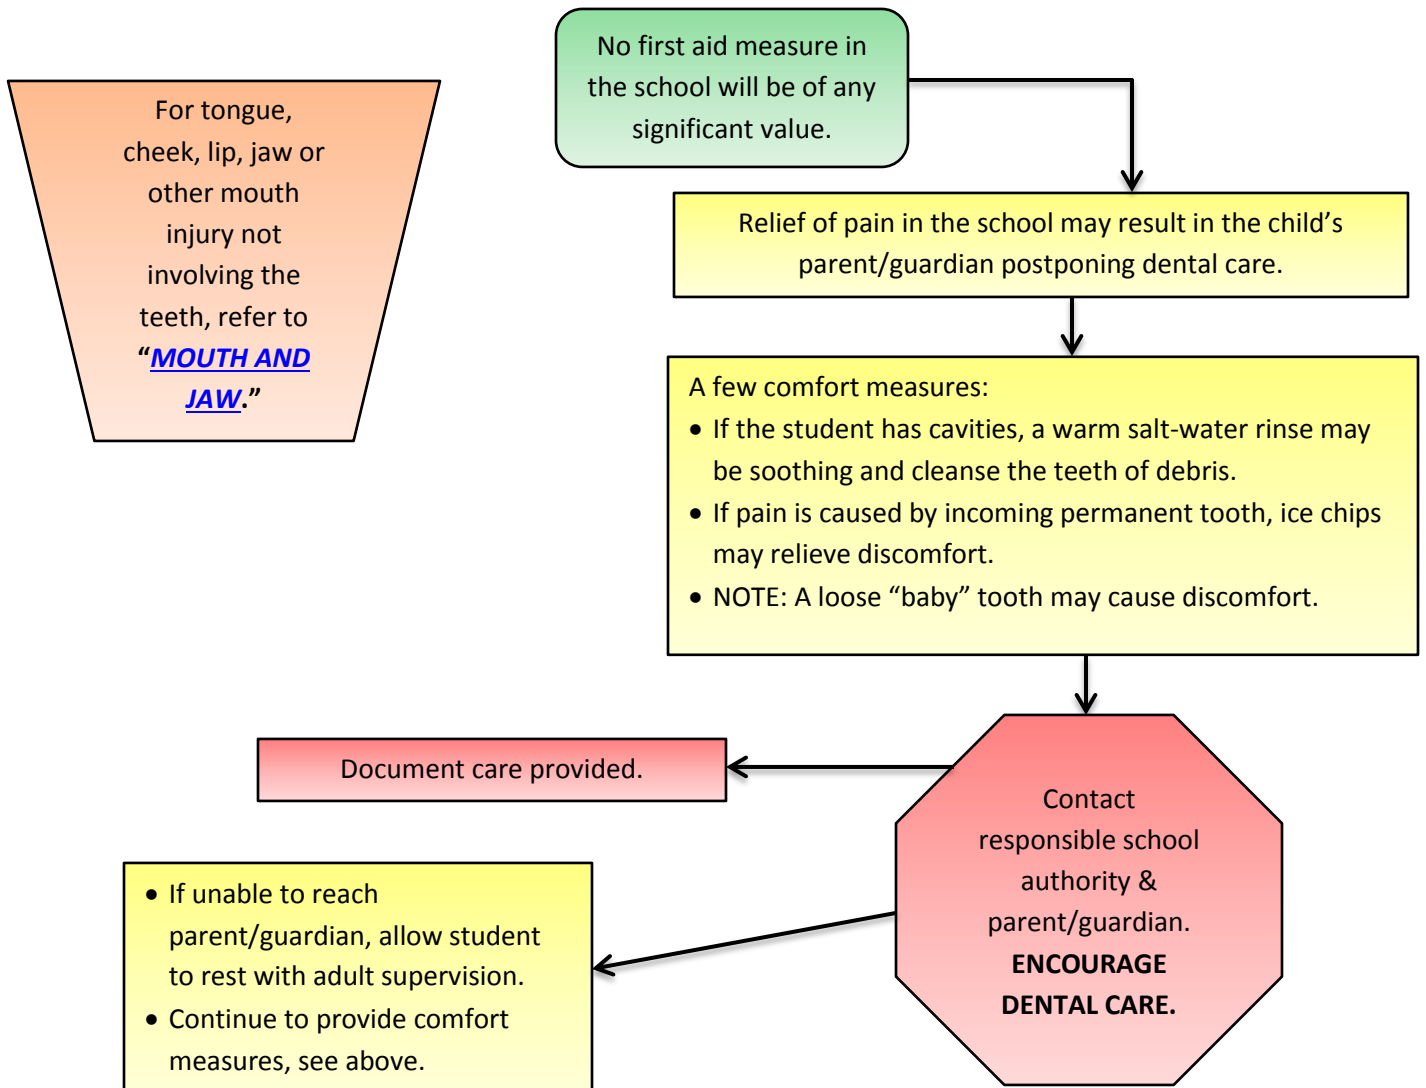 No first aid measure in
the school will be of any
significant value.
For tongue,
cheek, lip, jaw or
other mouth
injury not
involving the
teeth, refer to
“MOUTH AND
JAW.”
Relief of pain in the school may result in the child’s
parent/guardian postponing dental care.
A few comfort measures:
• If the student has cavities, a warm salt-water rinse may
be soothing and cleanse the teeth of debris.
• If pain is caused by incoming permanent tooth, ice chips
may relieve discomfort.
• NOTE: A loose “baby” tooth may cause discomfort.
Document care provided.
Contact
responsible school
authority &
parent/guardian.
ENCOURAGE
DENTAL CARE.
• If unable to reach
parent/guardian, allow student
to rest with adult supervision.
• Continue to provide comfort
measures, see above.